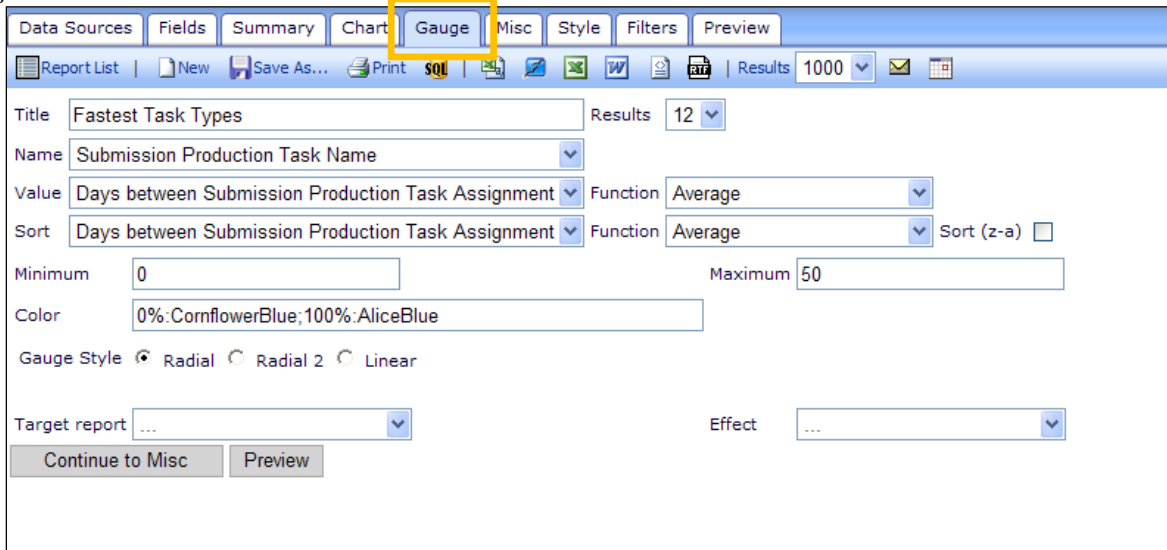 Data Sources Fields Summary Chart Gauge Misc Style Filters Preview
Report List | New Save As... Print SQL | RTF | Results 1000
Title Fastest Task Types Results 12
Name Submission Production Task Name
Value Days between Submission Production Task Assignment Function Average
Sort Days between Submission Production Task Assignment Function Average Sort (z-a)
Minimum 0 Maximum 50
Color 0%:CornflowerBlue;100%:AliceBlue
Gauge Style Radial Radial 2 Linear
Target report ... Effect ...
Continue to Misc Preview